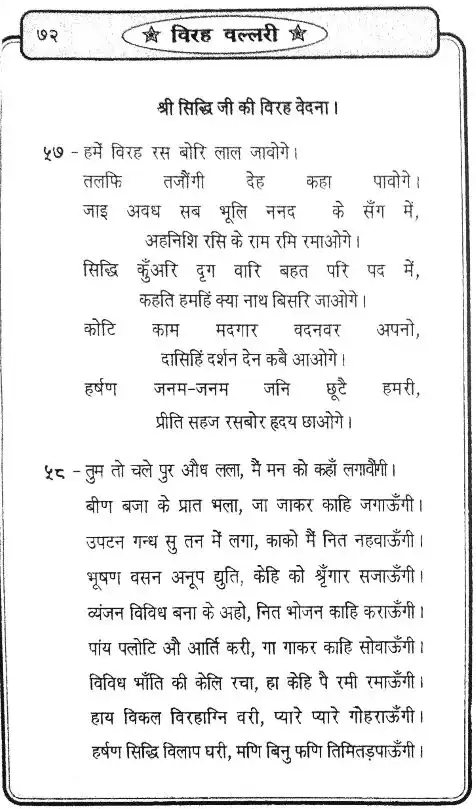 ७२
★ विरह वल्लरी ★
श्री सिद्धि जी की विरह वेदना।
५७ - हमें विरह रस बोरि लाल जावोगे।
तलफि तजौंगी देह कहा पावोगे।
जाइ अवध सब भूलि ननद के सँग में,
अहनिशि रसि के राम रमि रमाओगे।
सिद्धि कुँअरि दृग वारि बहत परि पद में,
कहति हमहिं क्या नाथ बिसरि जाओगे।
कोटि काम मदगार वदनवर अपनो,
दासिहिं दर्शन देन कबै आओगे।
हर्षण जनम-जनम जनि छूटै हमरी,
प्रीति सहज रसबोर हृदय छाओगे।
५८ - तुम तो चले पुर औध लला, मैं मन को कहाँ लगावौंगी।
बीण बजा के प्रात भला, जा जाकर काहि जगाऊँगी।
उपटन गन्ध सु तन में लगा, काको मैं नित नहवाऊँगी।
भूषण वसन अनूप द्युति, केहि को श्रृँगार सजाऊँगी।
व्यंजन विविध बना के अहो, नित भोजन काहि कराऊँगी।
पांय पलोटि औ आर्ति करी, गा गाकर काहि सोवाऊँगी।
विविध भाँति की केलि रचा, हा केहि पै रमी रमाऊँगी।
हाय विकल विरहाग्नि वरी, प्यारे प्यारे गोहराऊँगी।
हर्षण सिद्धि विलाप घरी, मणि बिनु फणि तिमितड़पाऊँगी।